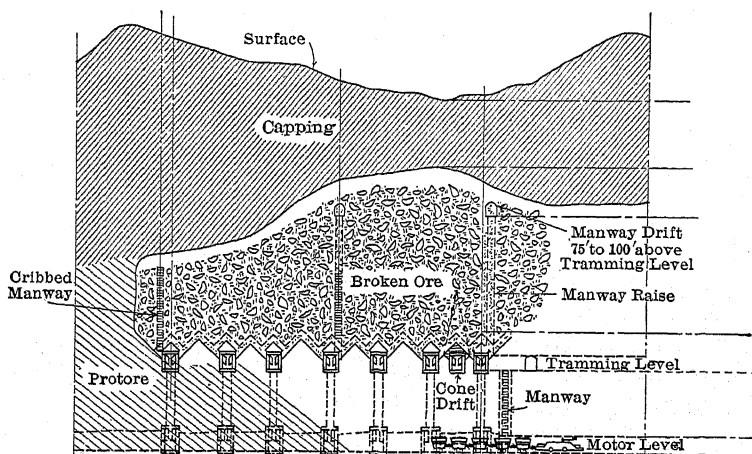 Surface
Capping
Manway Drift
75' to 100' above
Tramming Level
Cribbed
Manway
Broken Ore
Manway Raise
Protore
Cone
Drift
Tramming Level
Manway
Motor Level